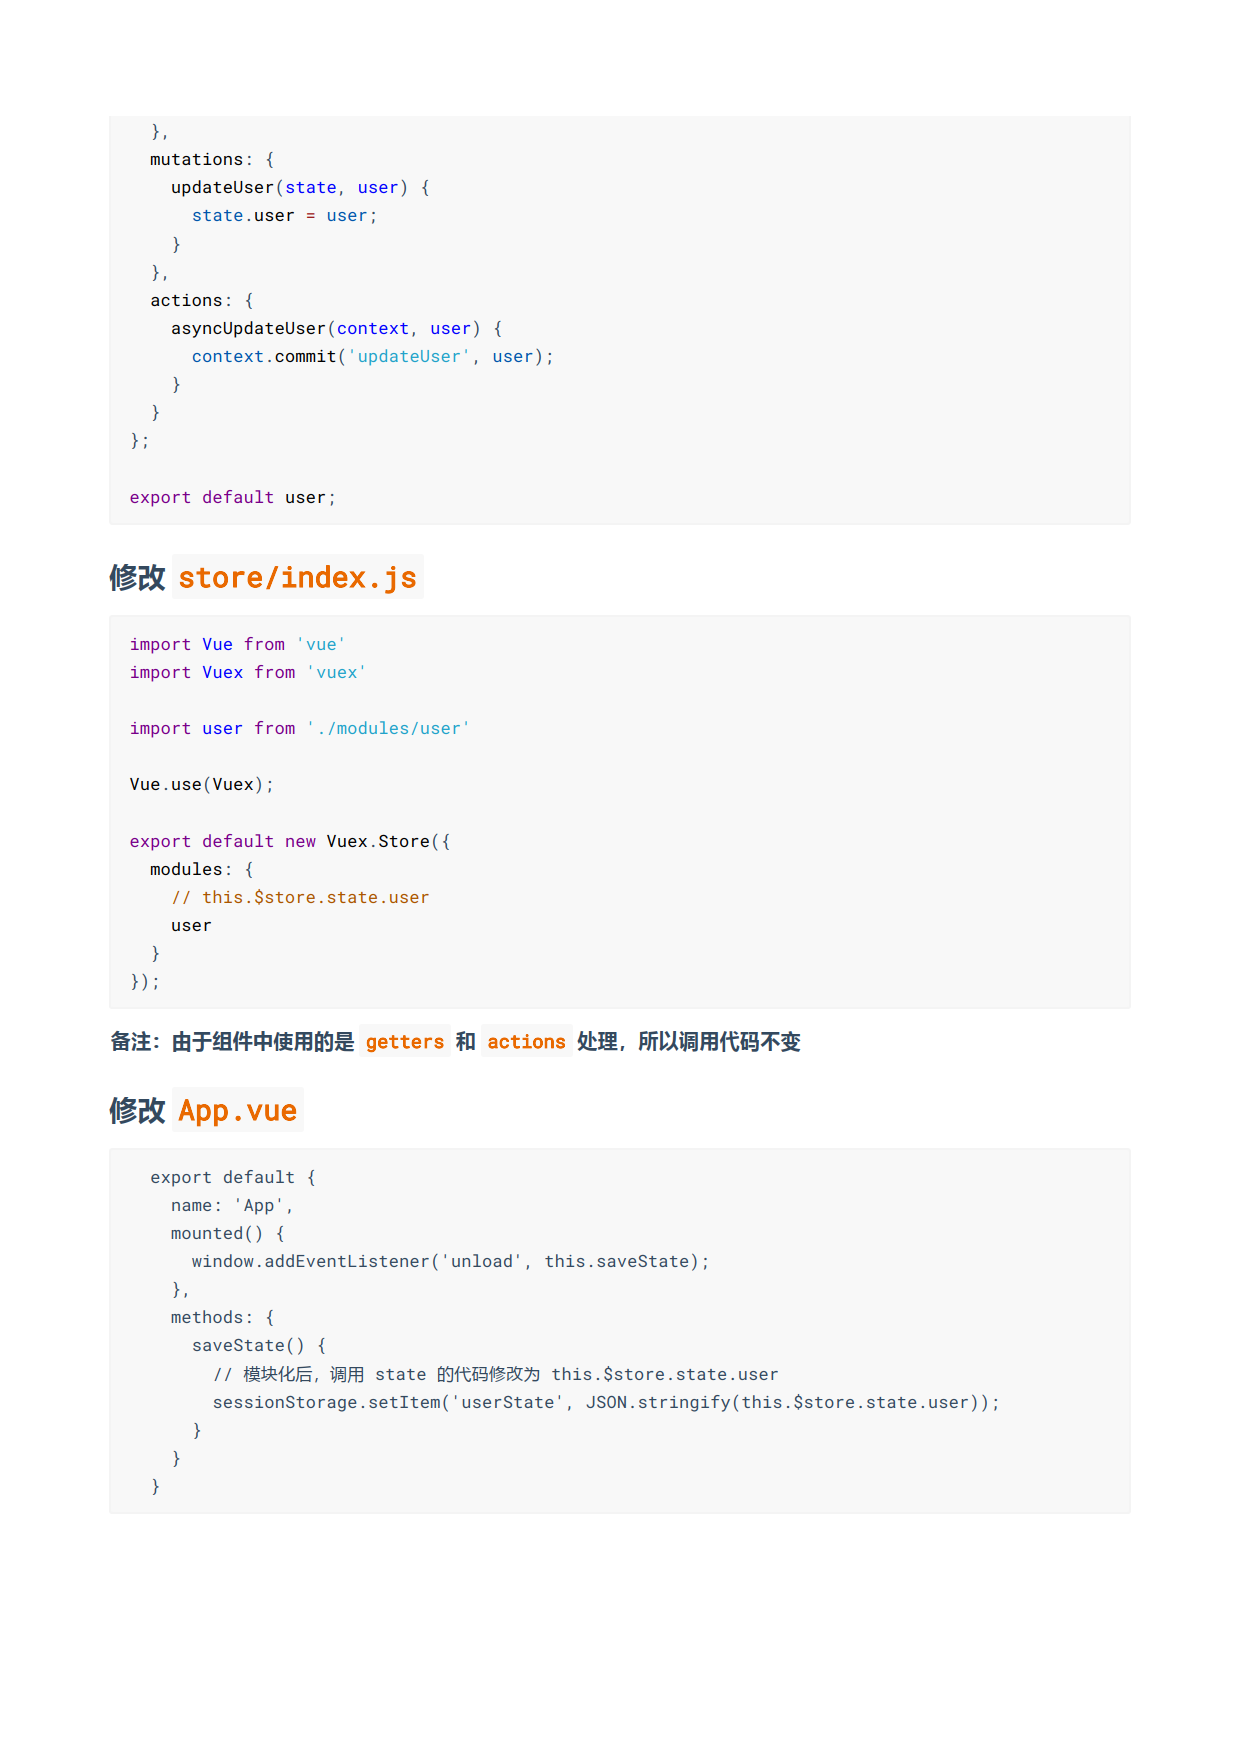 },
  mutations: {
    updateUser(state, user) {
      state.user = user;
    }
  },
  actions: {
    asyncUpdateUser(context, user) {
      context.commit('updateUser', user);
    }
  }
};

export default user;
修改 store/index.js
import Vue from 'vue'
import Vuex from 'vuex'

import user from './modules/user'

Vue.use(Vuex);

export default new Vuex.Store({
  modules: {
    // this.$store.state.user
    user
  }
});
备注：由于组件中使用的是 getters 和 actions 处理，所以调用代码不变
修改 App.vue
  export default {
    name: 'App',
    mounted() {
      window.addEventListener('unload', this.saveState);
    },
    methods: {
      saveState() {
        // 模块化后，调用 state 的代码修改为 this.$store.state.user
        sessionStorage.setItem('userState', JSON.stringify(this.$store.state.user));
      }
    }
  }